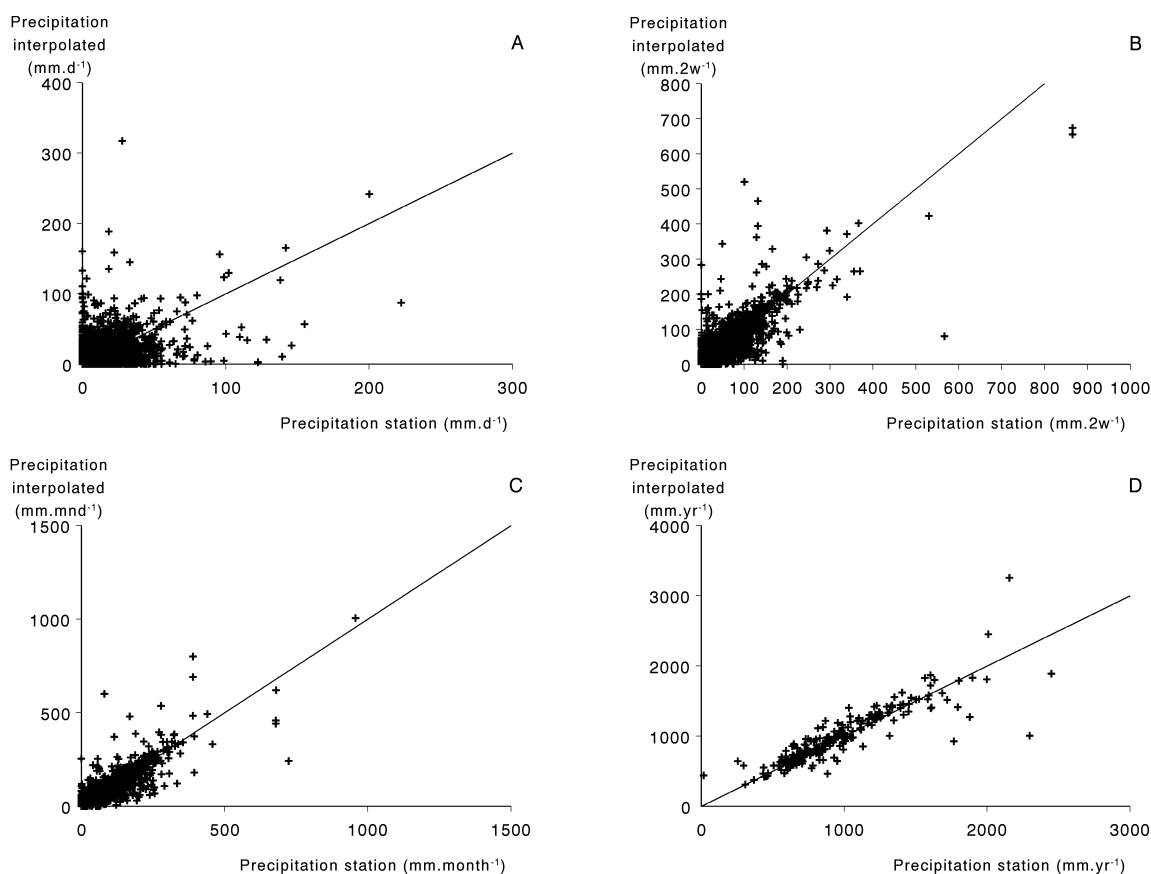 Precipitation
interpolated
(mm.d-1)
A
400
300
200
100
0
0 100 200 300
Precipitation station (mm.d-1)
Precipitation
interpolated
(mm.2w-1)
B
800
700
600
500
400
300
200
100
0
0 100 200 300 400 500 600 700 800 900 1000
Precipitation station (mm.2w-1)
Precipitation
interpolated
(mm.mnd-1)
C
1500
1000
500
0
0 500 1000 1500
Precipitation station (mm.month-1)
Precipitation
interpolated
(mm.yr-1)
D
4000
3000
2000
1000
0
0 1000 2000 3000
Precipitation station (mm.yr-1)